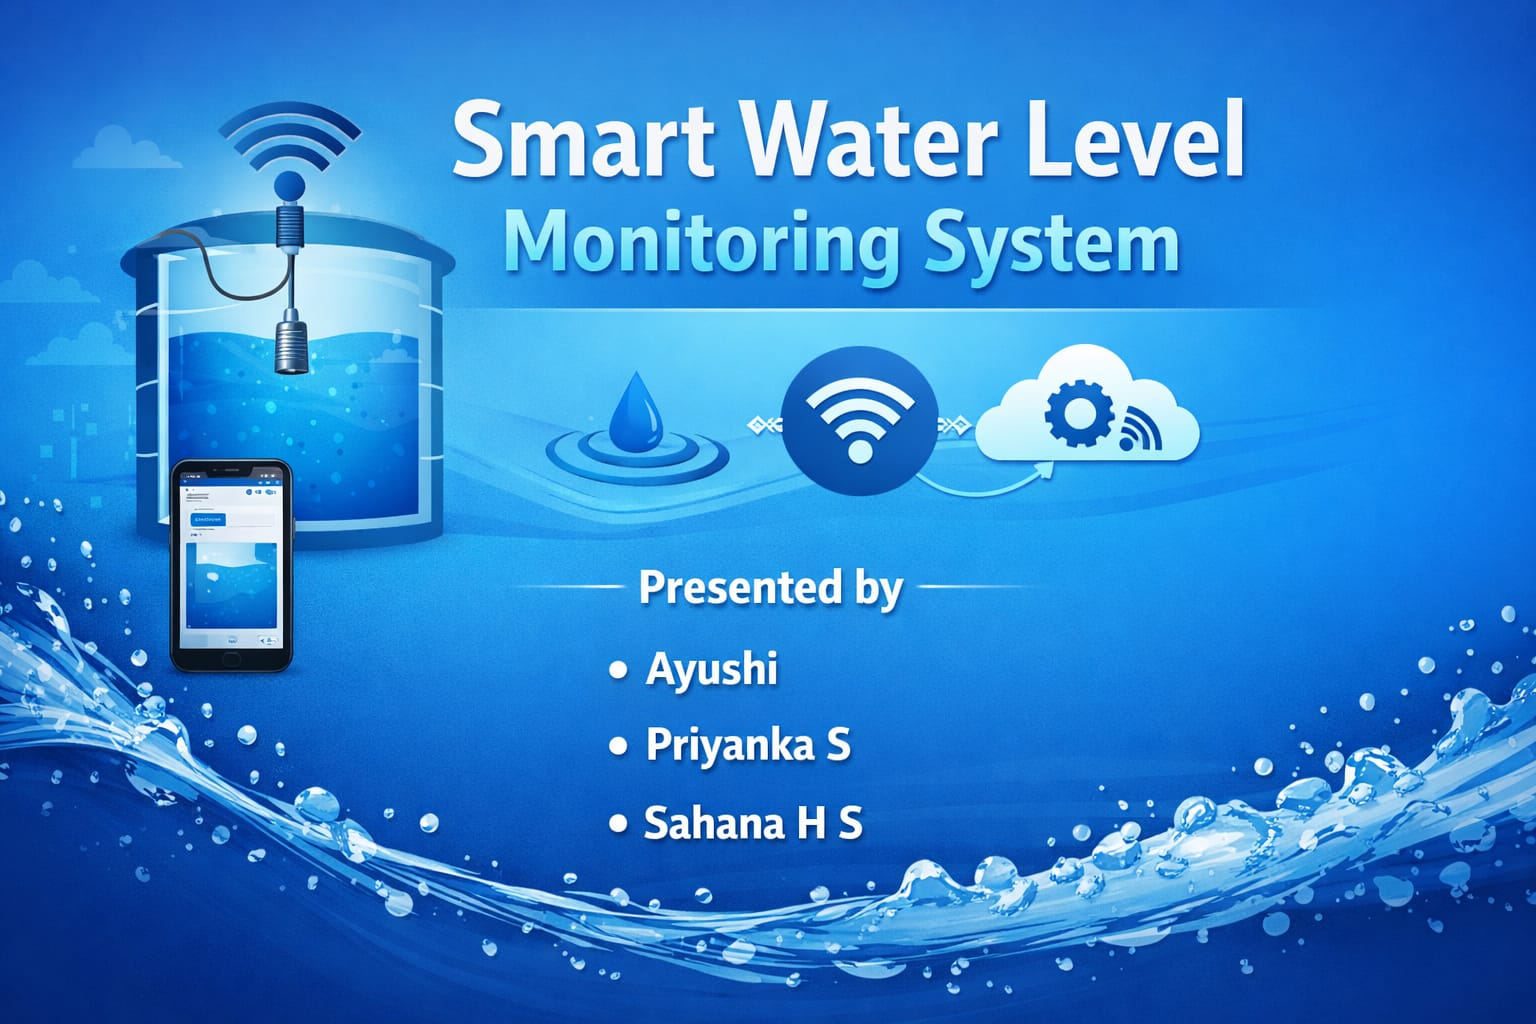 Smart Water Level
Monitoring System
Presented by
• Ayushi
• Priyanka S
• Sahana H S